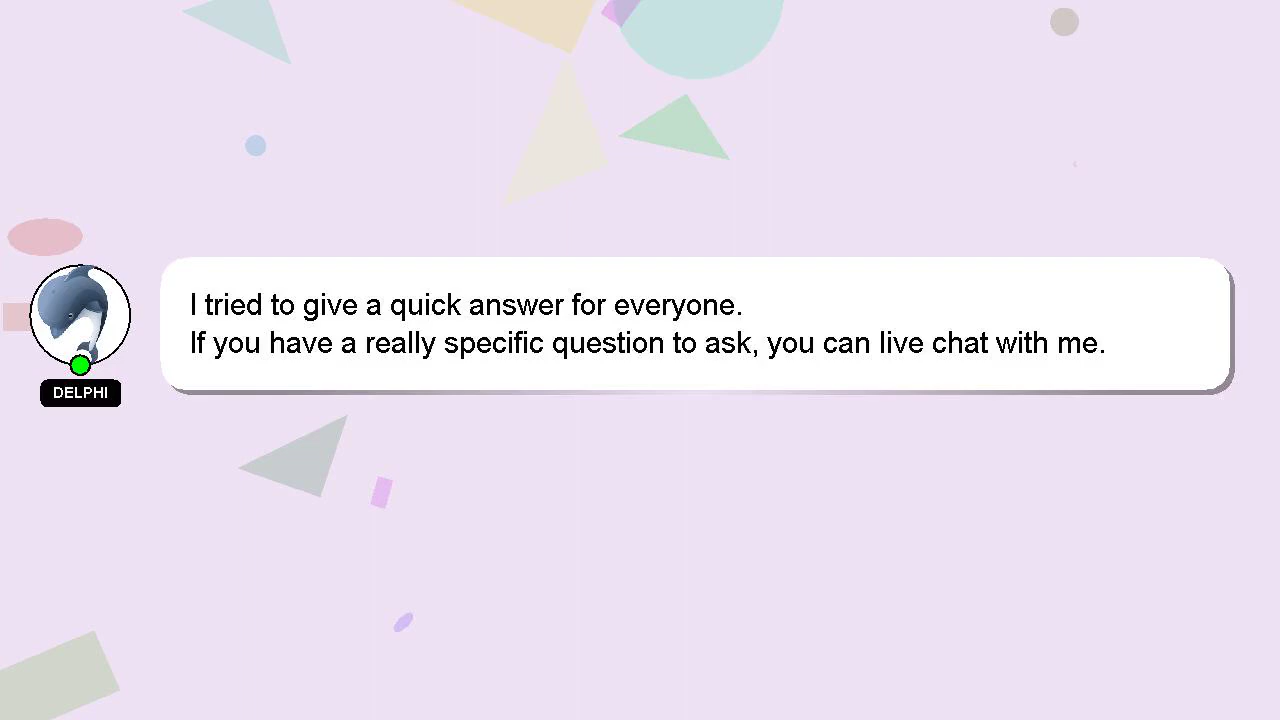 I tried to give a quick answer for everyone.
If you have a really specific question to ask, you can live chat with me.
DELPHI